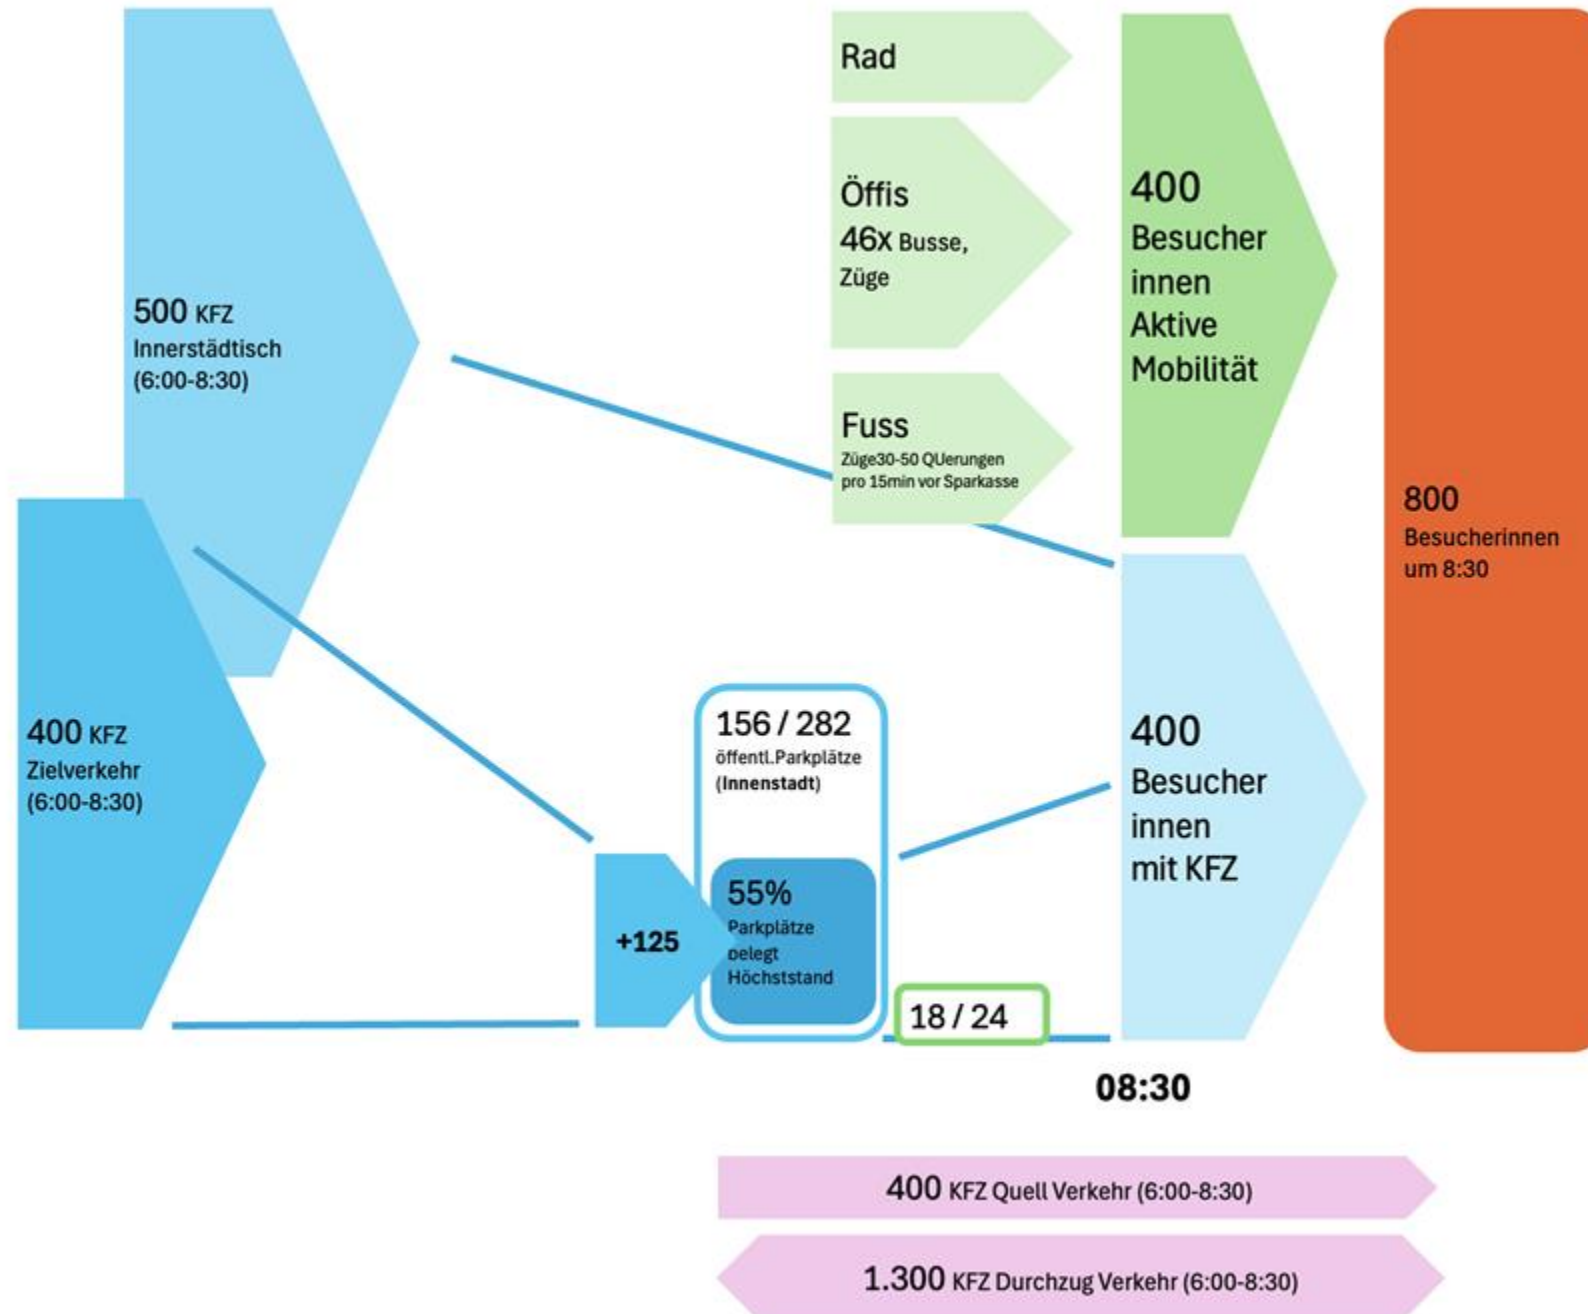 500 KFZ
Innerstädtisch
(6:00-8:30)
400 KFZ
Zielverkehr
(6:00-8:30)
Rad
Öffis
46x Busse,
Züge
Fuss
Züge30-50 QUerungen
pro 15min vor Sparkasse
400
Besucher
innen
Aktive
Mobilität
800
Besucherinnen
um 8:30
156 / 282
öffentl.Parkplätze
(Innenstadt)
+125
55%
Parkplätze
belegt
Höchststand
18 / 24
400
Besucher
innen
mit KFZ
08:30
400 KFZ Quell Verkehr (6:00-8:30)
1.300 KFZ Durchzug Verkehr (6:00-8:30)